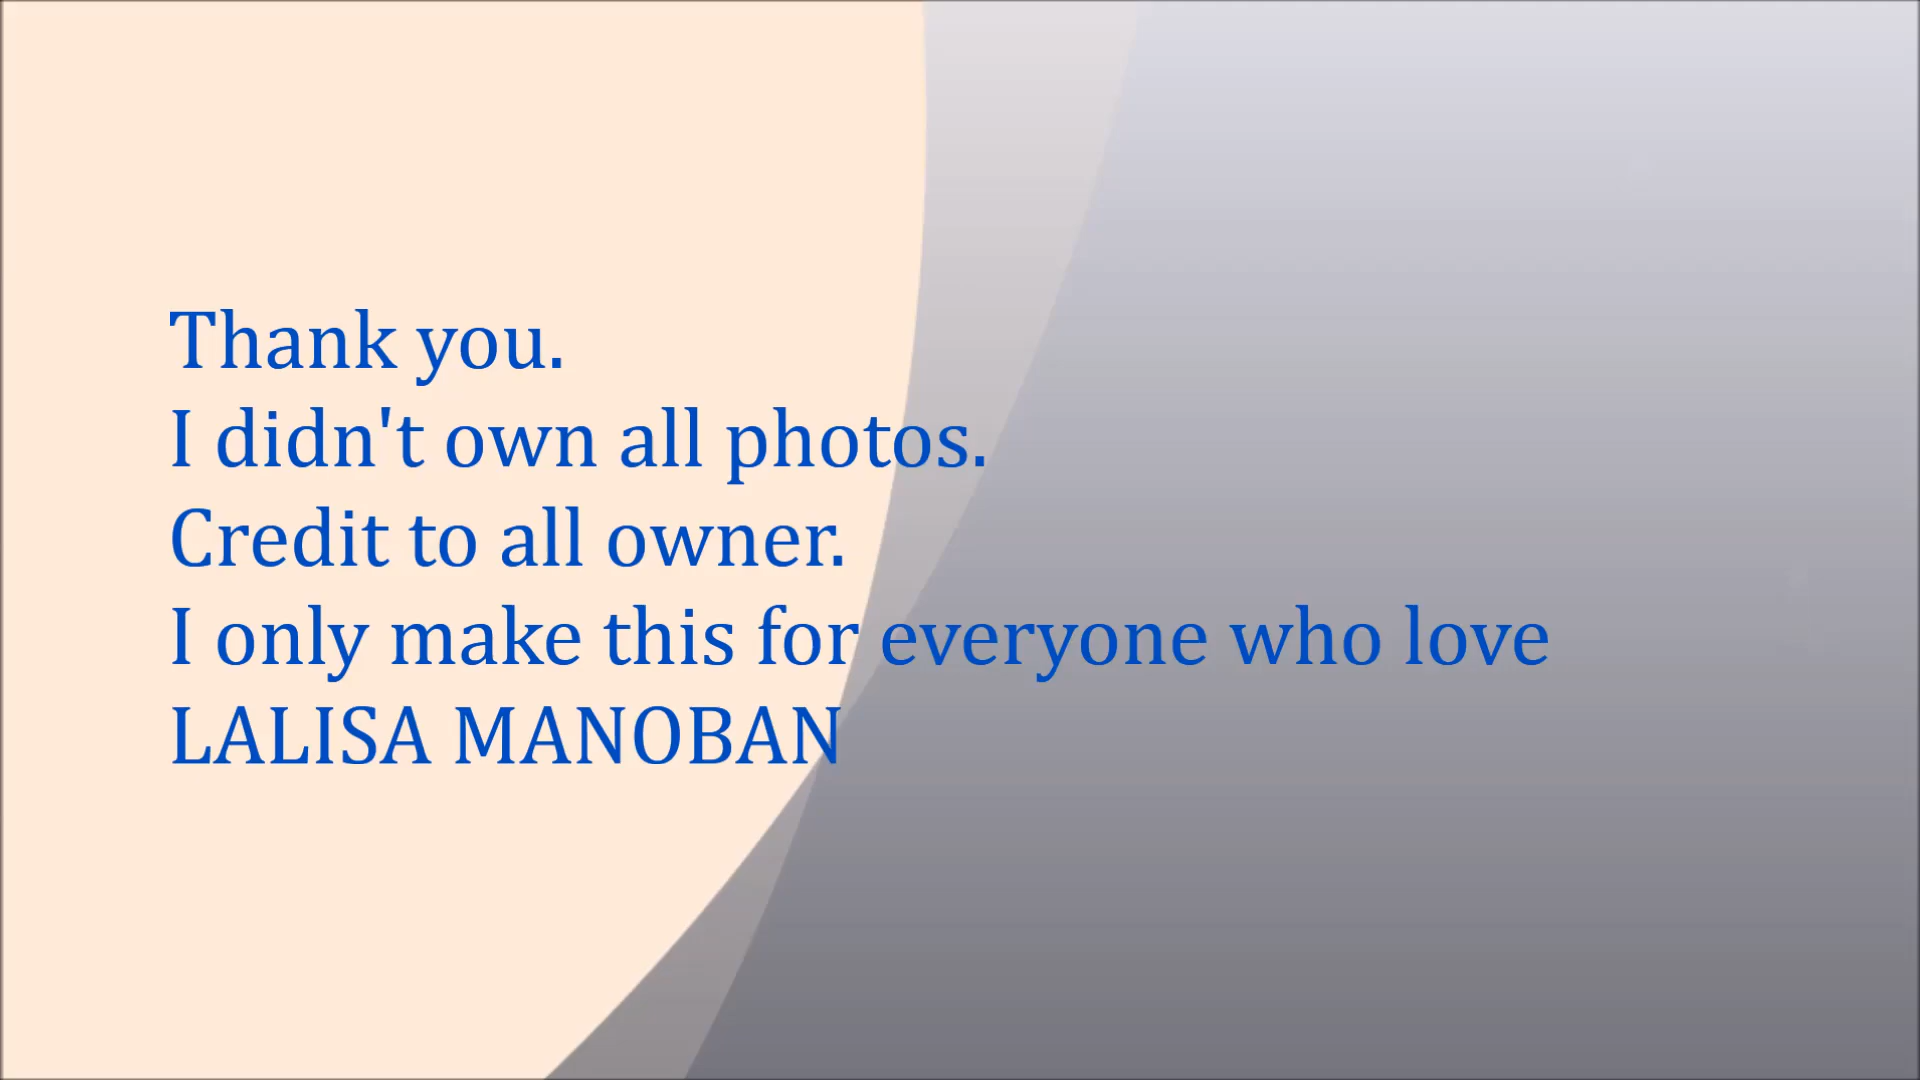 Thank you.
I didn't own all photos.
Credit to all owner.
I only make this for everyone who love
LALISA MANOBAN